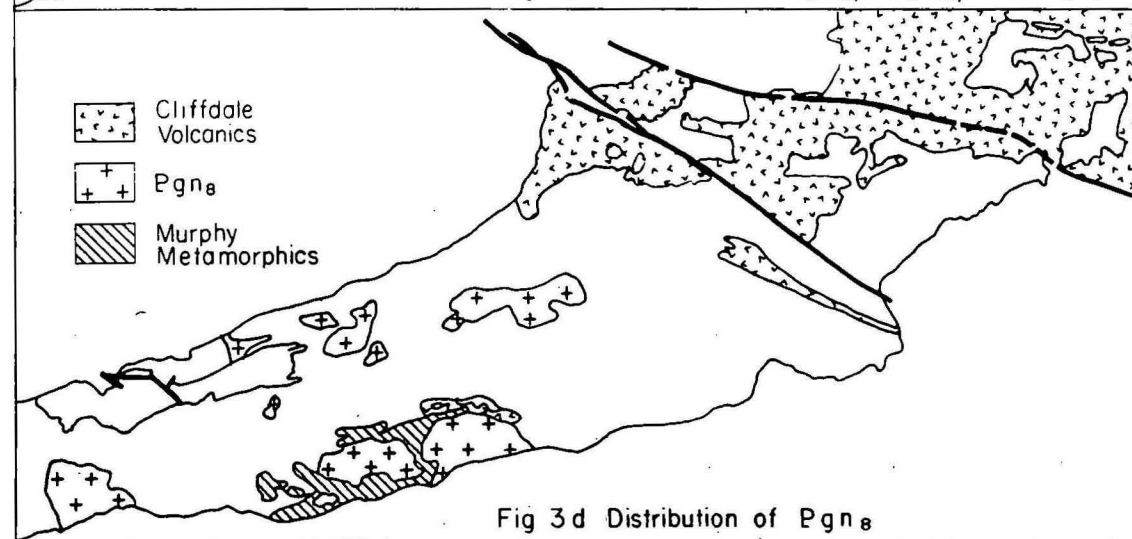 Cliffdale
Volcanics
Pgn₈
Murphy
Metamorphics
Fig 3d Distribution of Pgn₈